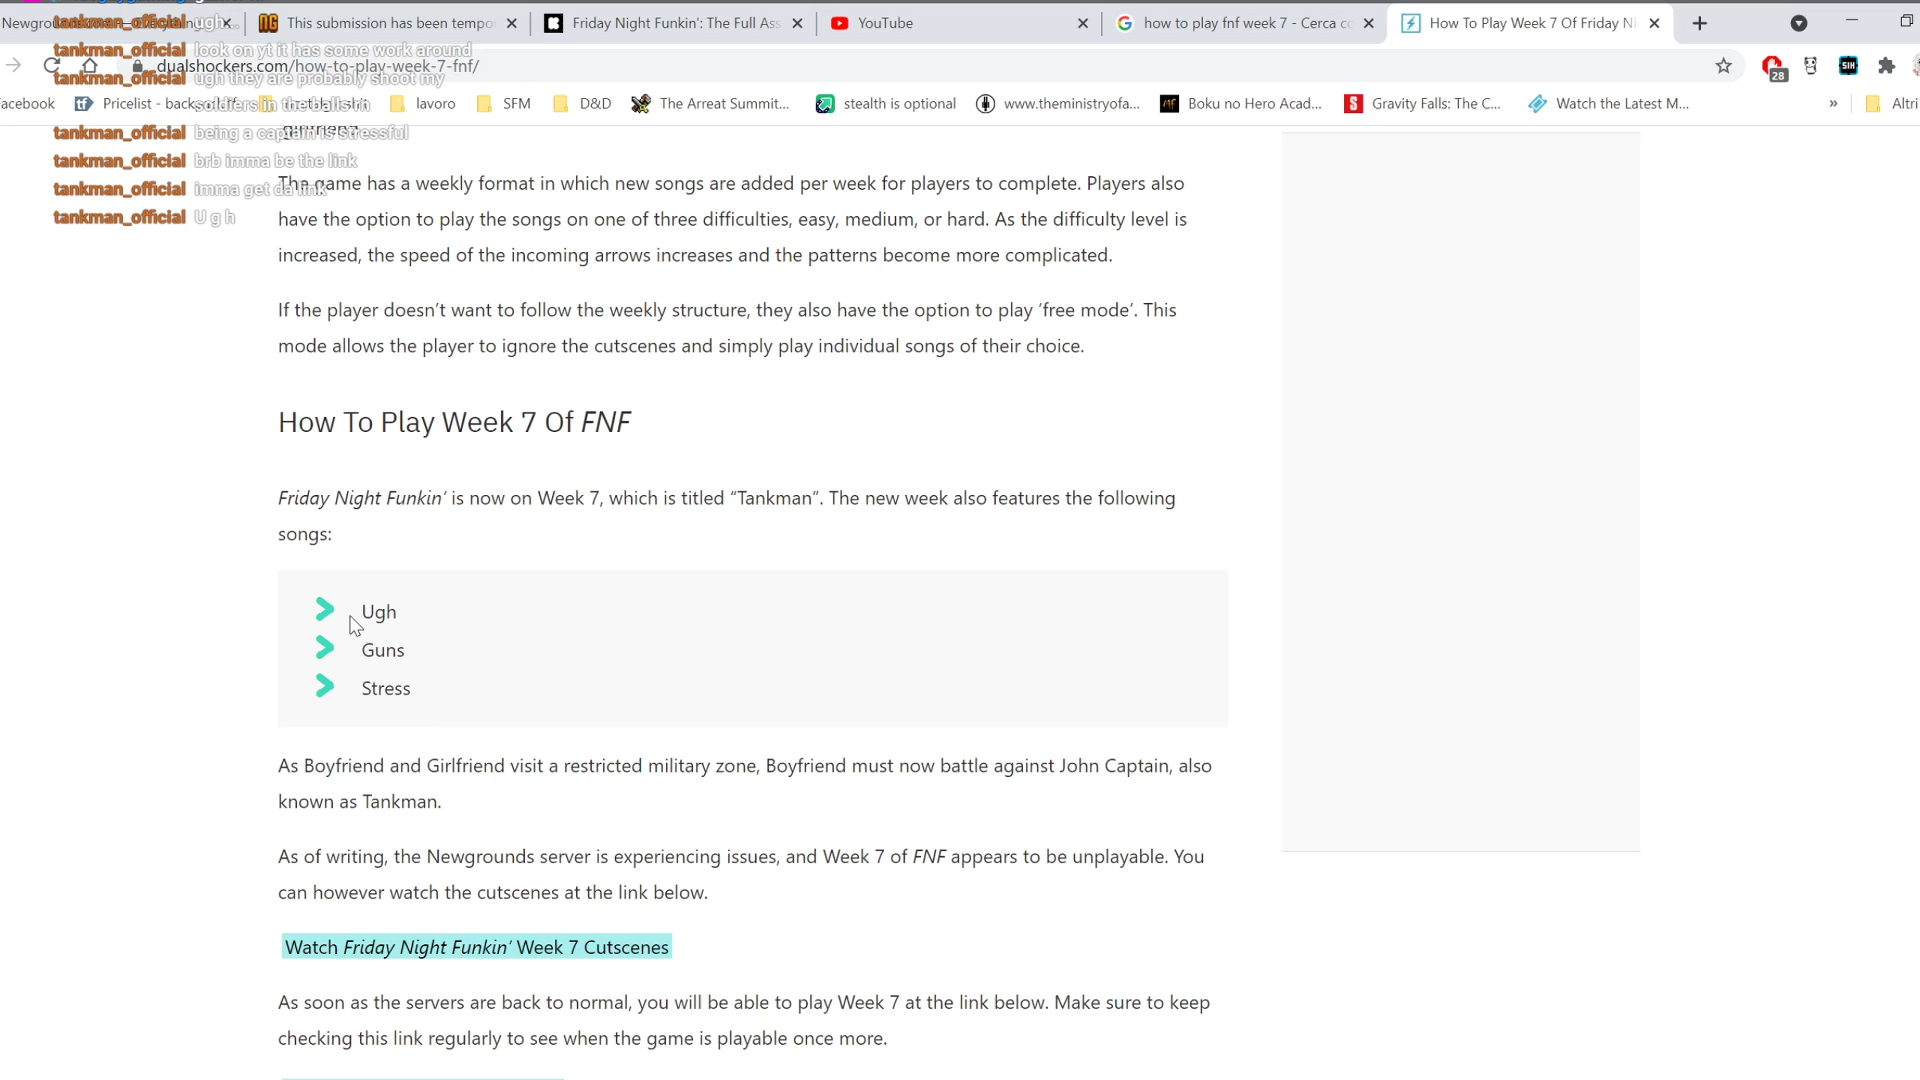 Newgrou
This submission has been tempo
Friday Night Funkin': The Full Ass
YouTube
how to play fnf week 7 - Cerca co
How To Play Week 7 Of Friday Ni
tankman_official ugh
tankman_official look on yt it has some work around
dualshockers.com/how-to-play-week-7-fnf/
28
SIH
tankman_official ugh they are probably shoot my
soldiers in the balls rn
acebook
Pricelist - back
lavoro
SFM
D&D
The Arreat Summit...
stealth is optional
www.theministryofa...
Boku no Hero Acad...
Gravity Falls: The C...
Watch the Latest M...
»
Altri
tankman_official being a captain is stressful
girlfriend.
tankman_official brb imma be the link
tankman_official imma get da link
tankman_official U g h
The game has a weekly format in which new songs are added per week for players to complete. Players also
have the option to play the songs on one of three difficulties, easy, medium, or hard. As the difficulty level is
increased, the speed of the incoming arrows increases and the patterns become more complicated.
If the player doesn’t want to follow the weekly structure, they also have the option to play ‘free mode’. This
mode allows the player to ignore the cutscenes and simply play individual songs of their choice.
How To Play Week 7 Of FNF
Friday Night Funkin’ is now on Week 7, which is titled “Tankman”. The new week also features the following
songs:
Ugh
Guns
Stress
As Boyfriend and Girlfriend visit a restricted military zone, Boyfriend must now battle against John Captain, also
known as Tankman.
As of writing, the Newgrounds server is experiencing issues, and Week 7 of FNF appears to be unplayable. You
can however watch the cutscenes at the link below.
Watch Friday Night Funkin’ Week 7 Cutscenes
As soon as the servers are back to normal, you will be able to play Week 7 at the link below. Make sure to keep
checking this link regularly to see when the game is playable once more.